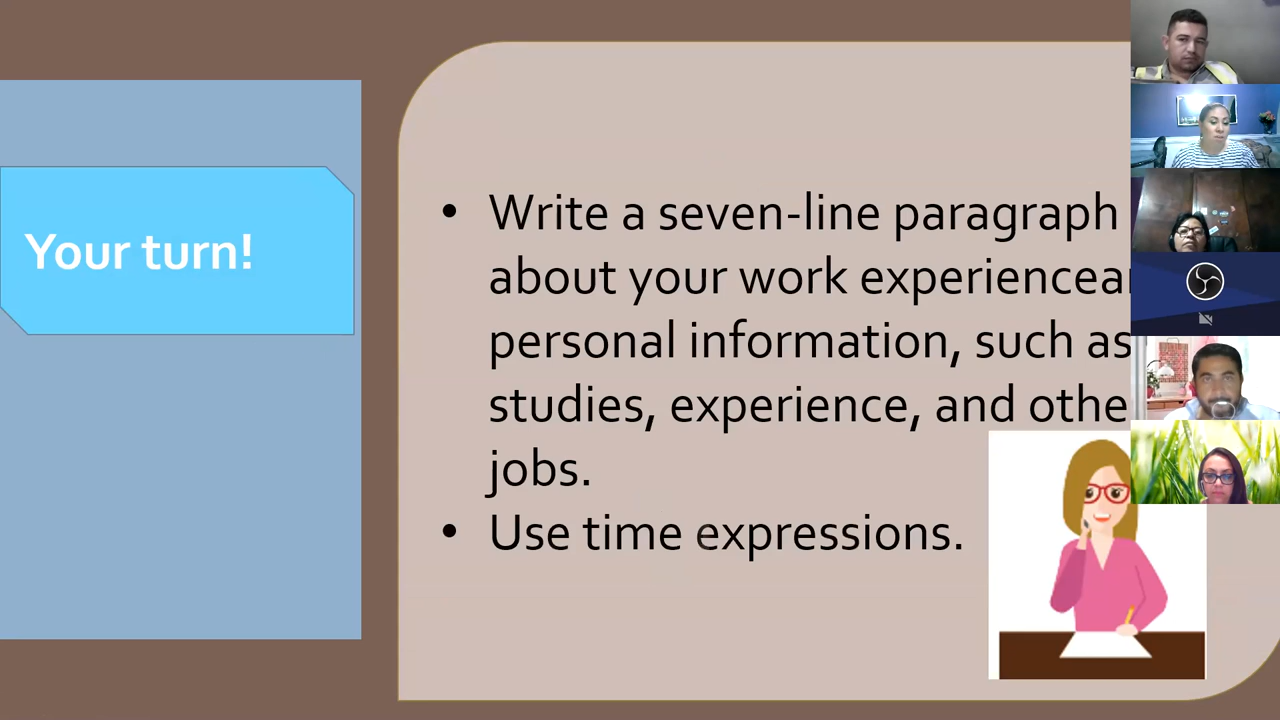 Your turn!
• Write a seven-line paragraph
about your work experiencear
personal information, such as
studies, experience, and othe
jobs.
• Use time expressions.